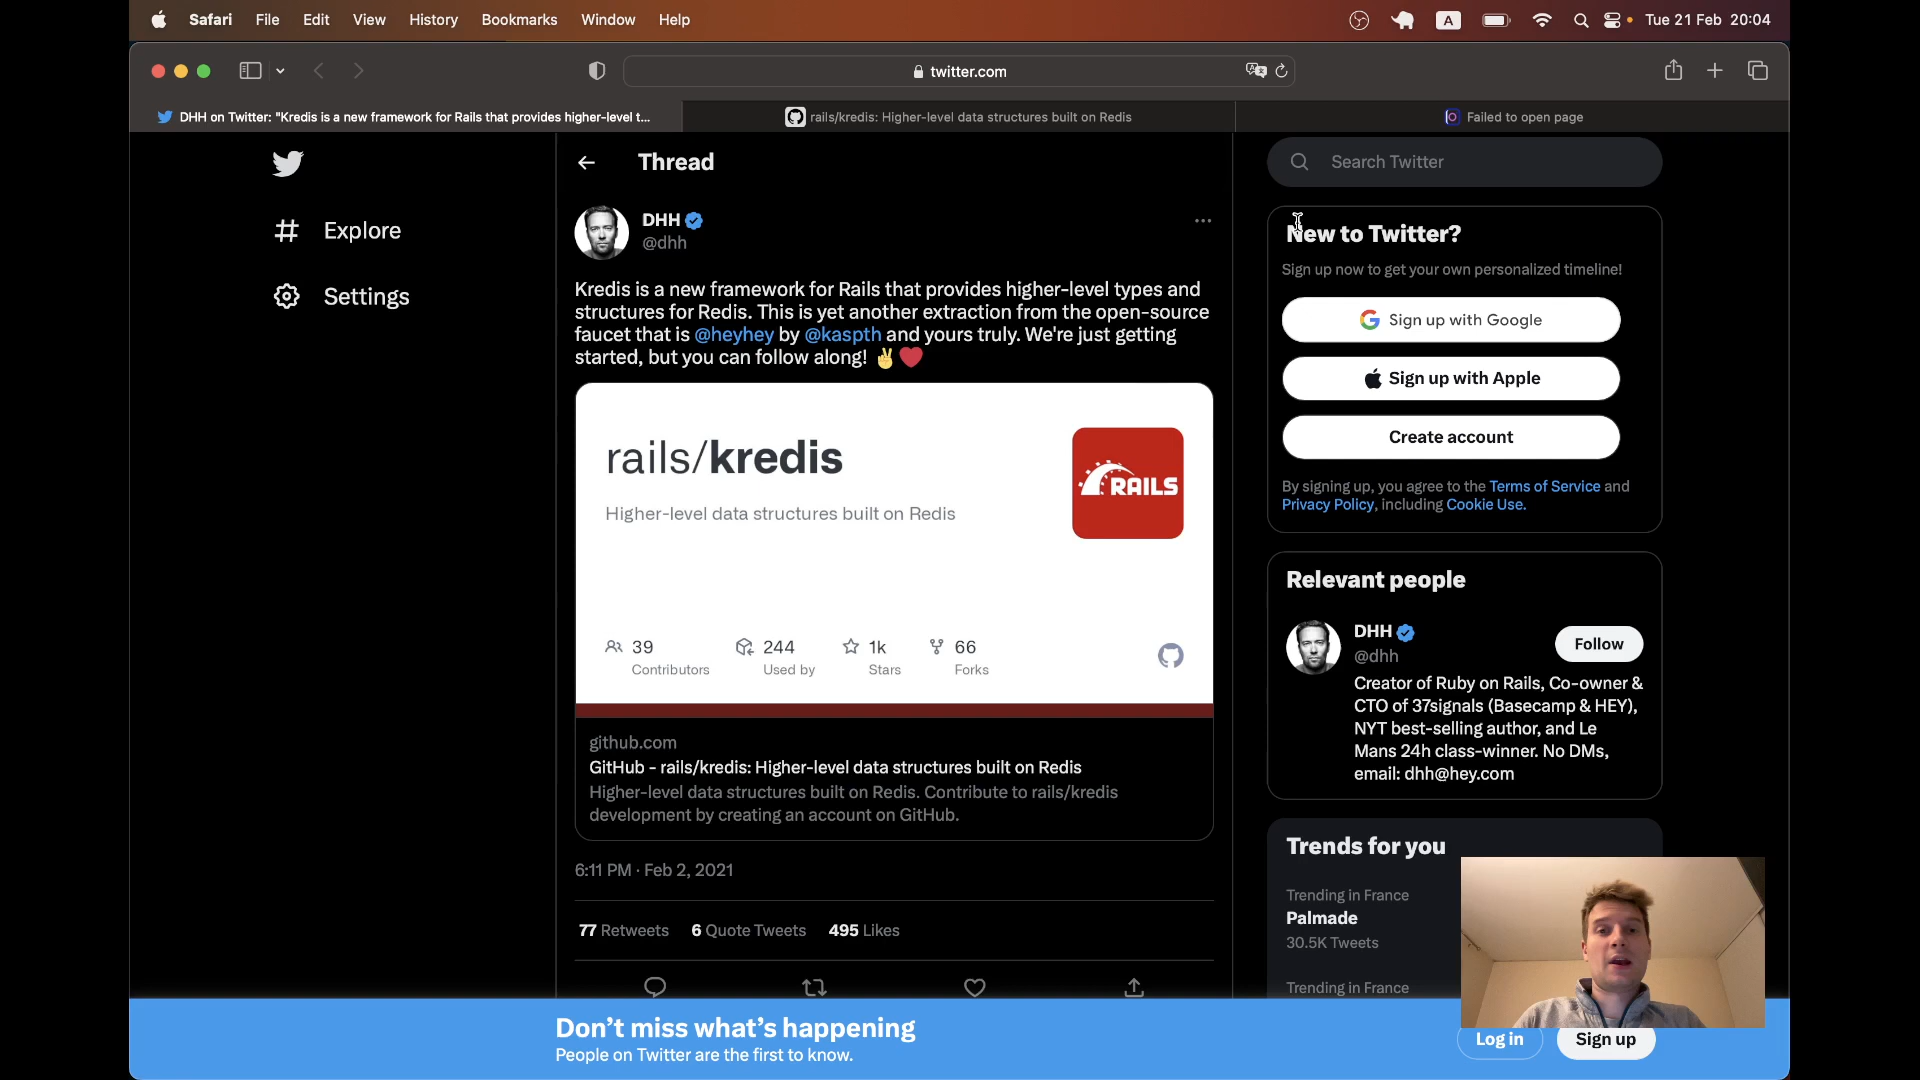 Safari File Edit View History Bookmarks Window Help
A
Tue 21 Feb 20:04
twitter.com
DHH on Twitter: "Kredis is a new framework for Rails that provides higher-level t...
rails/kredis: Higher-level data structures built on Redis
Failed to open page
Explore
Settings
Thread
DHH
@dhh
Kredis is a new framework for Rails that provides higher-level types and
structures for Redis. This is yet another extraction from the open-source
faucet that is @heyhey by @kaspth and yours truly. We're just getting
started, but you can follow along! ✌️❤️
rails/kredis
Higher-level data structures built on Redis
RAILS
39 244 1k 66
Contributors Used by Stars Forks
github.com
GitHub - rails/kredis: Higher-level data structures built on Redis
Higher-level data structures built on Redis. Contribute to rails/kredis
development by creating an account on GitHub.
6:11 PM · Feb 2, 2021
77 Retweets 6 Quote Tweets 495 Likes
Search Twitter
New to Twitter?
Sign up now to get your own personalized timeline!
Sign up with Google
Sign up with Apple
Create account
By signing up, you agree to the Terms of Service and
Privacy Policy, including Cookie Use.
Relevant people
DHH
@dhh
Follow
Creator of Ruby on Rails, Co-owner &
CTO of 37signals (Basecamp & HEY),
NYT best-selling author, and Le
Mans 24h class-winner. No DMs,
email: dhh@hey.com
Trends for you
Trending in France
Palmade
30.5K Tweets
Trending in France
Don't miss what's happening
People on Twitter are the first to know.
Log in
Sign up